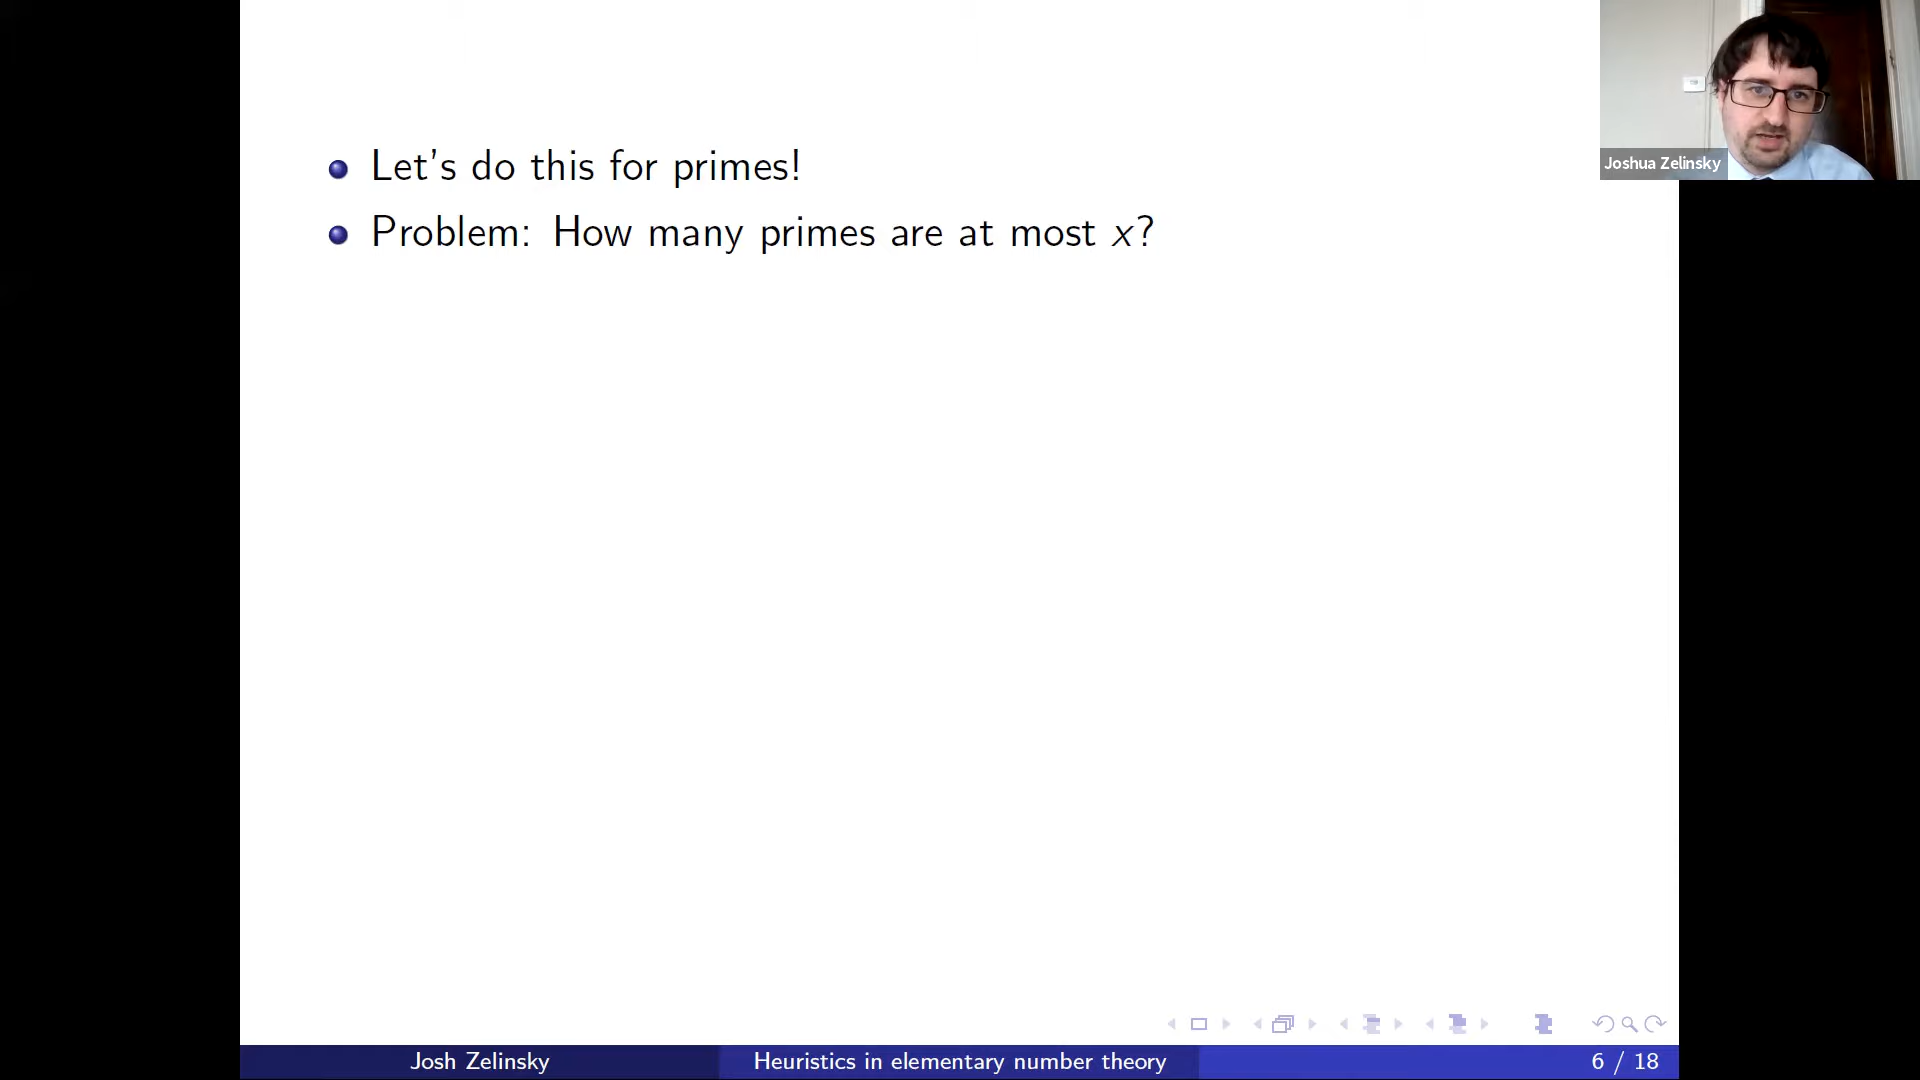 Let's do this for primes!
Problem: How many primes are at most x?
Joshua Zelinsky
Josh Zelinsky
Heuristics in elementary number theory
6 / 18